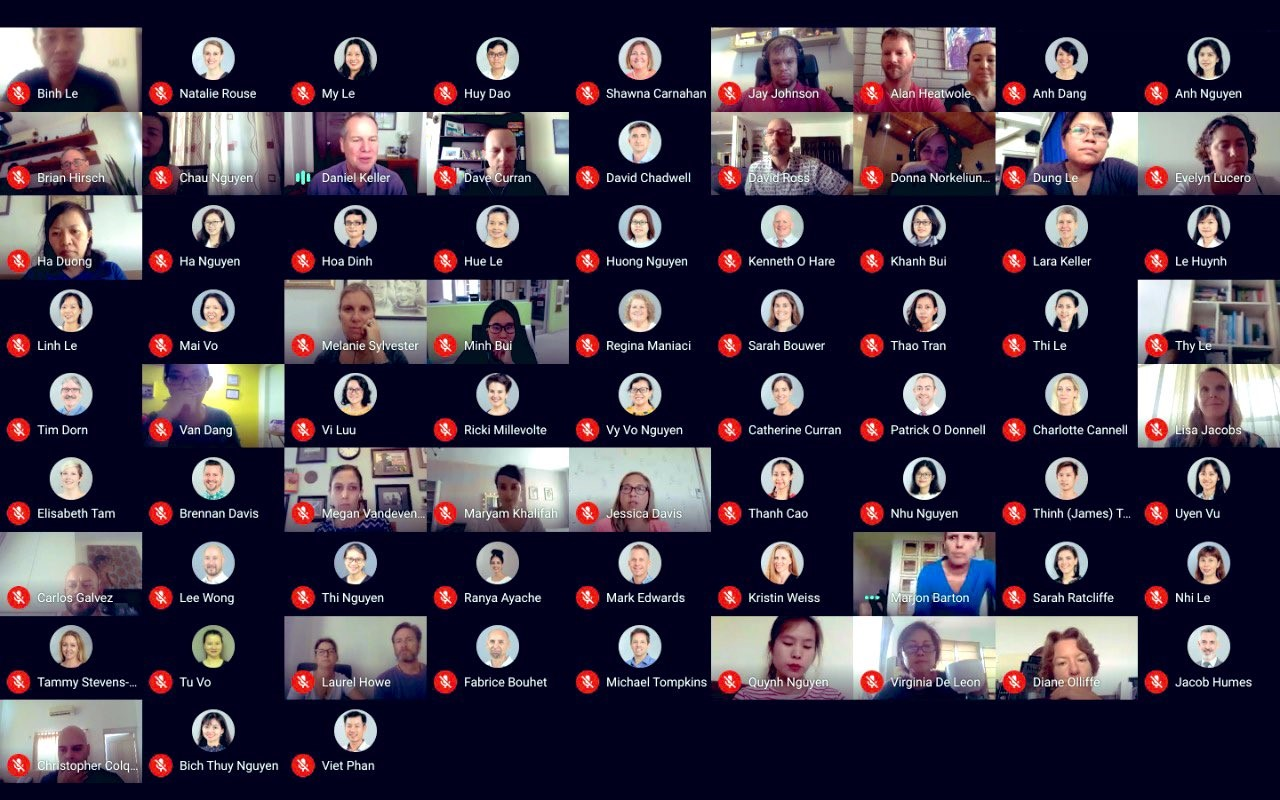 Binh Le
Natalie Rouse
My Le
Huy Dao
Shawna Carnahan
Jay Johnson
Alan Heatwole
Anh Dang
Anh Nguyen
Brian Hirsch
Chau Nguyen
Daniel Keller
Dave Curran
David Chadwell
David Ross
Donna Norkeliun...
Dung Le
Evelyn Lucero
Ha Duong
Ha Nguyen
Hoa Dinh
Hue Le
Huong Nguyen
Kenneth O Hare
Khanh Bui
Lara Keller
Le Huynh
Linh Le
Mai Vo
Melanie Sylvester
Minh Bui
Regina Maniaci
Sarah Bouwer
Thao Tran
Thi Le
Thy Le
Tim Dorn
Van Dang
Vi Luu
Ricki Millevolte
Vy Vo Nguyen
Catherine Curran
Patrick O Donnell
Charlotte Cannell
Lisa Jacobs
Elisabeth Tam
Brennan Davis
Megan Vandeven...
Maryam Khalifah
Jessica Davis
Thanh Cao
Nhu Nguyen
Thinh (James) T...
Uyen Vu
Carlos Galvez
Lee Wong
Thi Nguyen
Ranya Ayache
Mark Edwards
Kristin Weiss
Marjon Barton
Sarah Ratcliffe
Nhi Le
Tammy Stevens-...
Tu Vo
Laurel Howe
Fabrice Bouhet
Michael Tompkins
Quynh Nguyen
Virginia De Leon
Diane Olliffe
Jacob Humes
Christopher Colq...
Bich Thuy Nguyen
Viet Phan